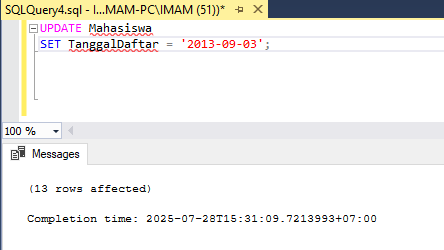 SQLQuery4.sql - I...MAM-PC\IMAM (51))*
UPDATE Mahasiswa
SET TanggalDaftar = '2013-09-03';
100 %
Messages
(13 rows affected)
Completion time: 2025-07-28T15:31:09.7213993+07:00